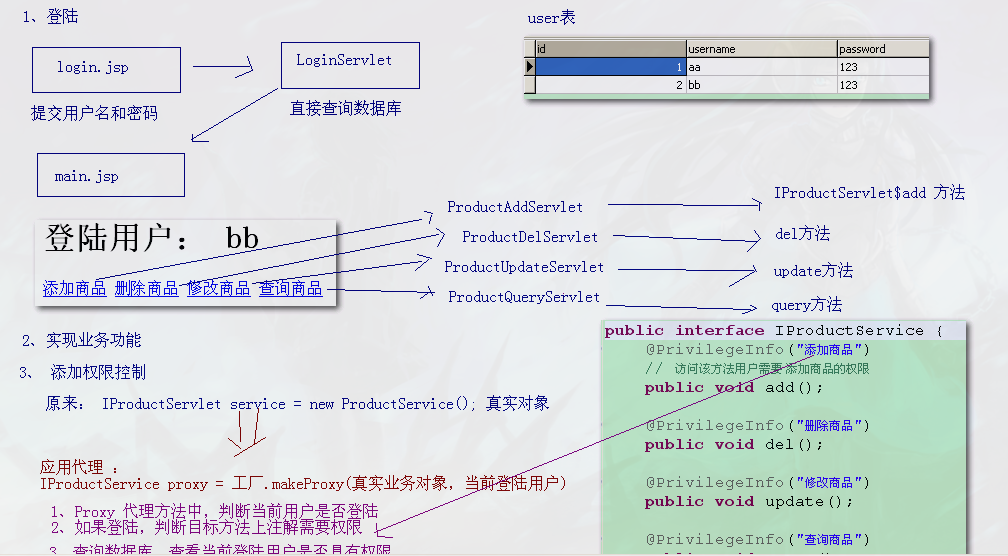 1、登陆
user表
id username password
1 aa 123
2 bb 123
login.jsp
LoginServlet
提交用户名和密码
直接查询数据库
main.jsp
登陆用户： bb
添加商品 删除商品 修改商品 查询商品
ProductAddServlet
IProductServlet$add 方法
ProductDelServlet
del方法
ProductUpdateServlet
update方法
ProductQueryServlet
query方法
2、实现业务功能
3、 添加权限控制
原来： IProductServlet service = new ProductService(); 真实对象
应用代理 ：
IProductService proxy = 工厂.makeProxy(真实业务对象，当前登陆用户)
1、Proxy 代理方法中，判断当前用户是否登陆
2、如果登陆，判断目标方法上注解需要权限
3、查询数据库，查看当前登陆用户是否具有权限
public interface IProductService {
@PrivilegeInfo("添加商品")
// 访问该方法用户需要 添加商品的权限
public void add();
@PrivilegeInfo("删除商品")
public void del();
@PrivilegeInfo("修改商品")
public void update();
@PrivilegeInfo("查询商品")